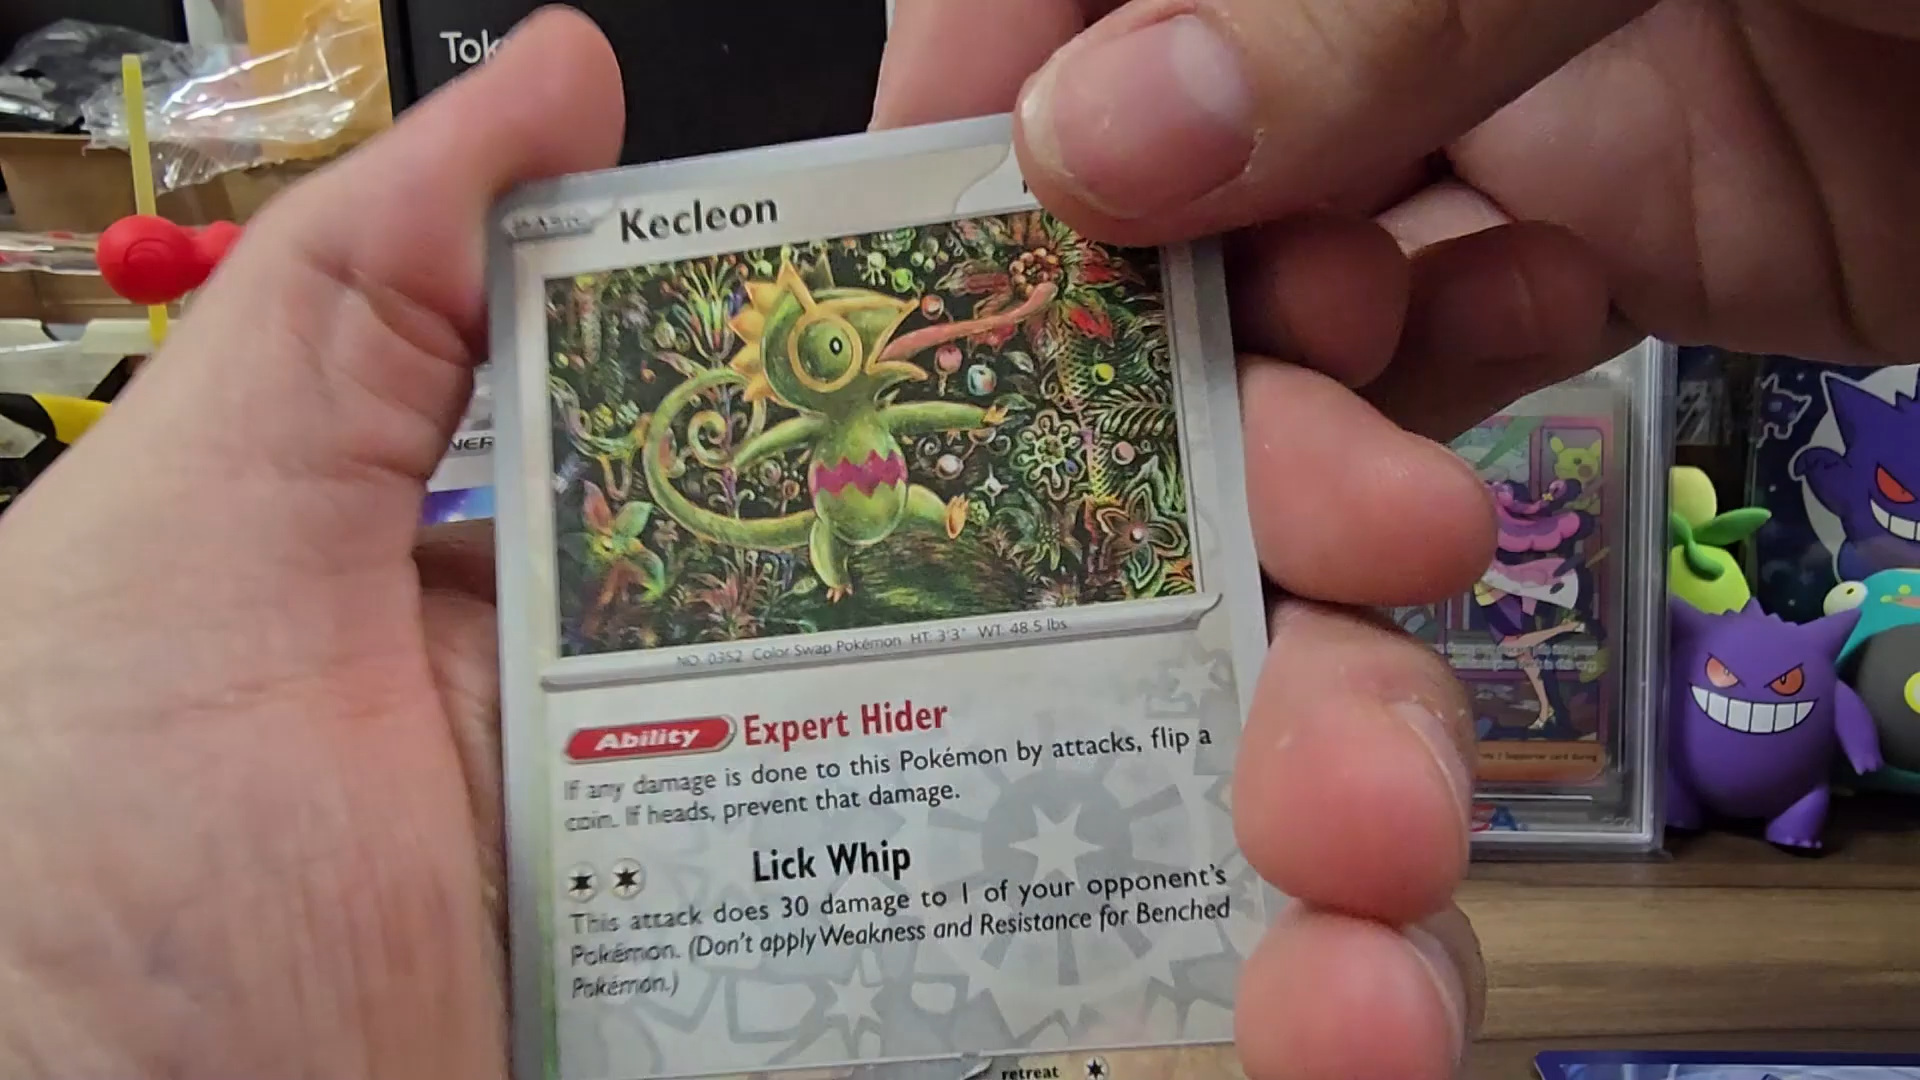 Tok
BASIC
Kecleon
NER
NO. 0352 Color Swap Pokémon HT: 3'3" WT: 48.5 lbs.
Ability Expert Hider
If any damage is done to this Pokémon by attacks, flip a
coin. If heads, prevent that damage.
Lick Whip
This attack does 30 damage to 1 of your opponent's
Pokémon. (Don't apply Weakness and Resistance for Benched
Pokémon.)
retreat